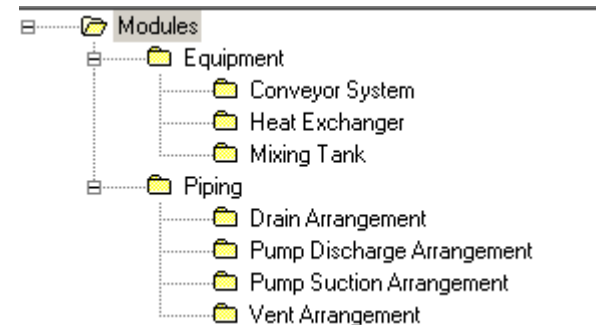 Modules
Equipment
Conveyor System
Heat Exchanger
Mixing Tank
Piping
Drain Arrangement
Pump Discharge Arrangement
Pump Suction Arrangement
Vent Arrangement